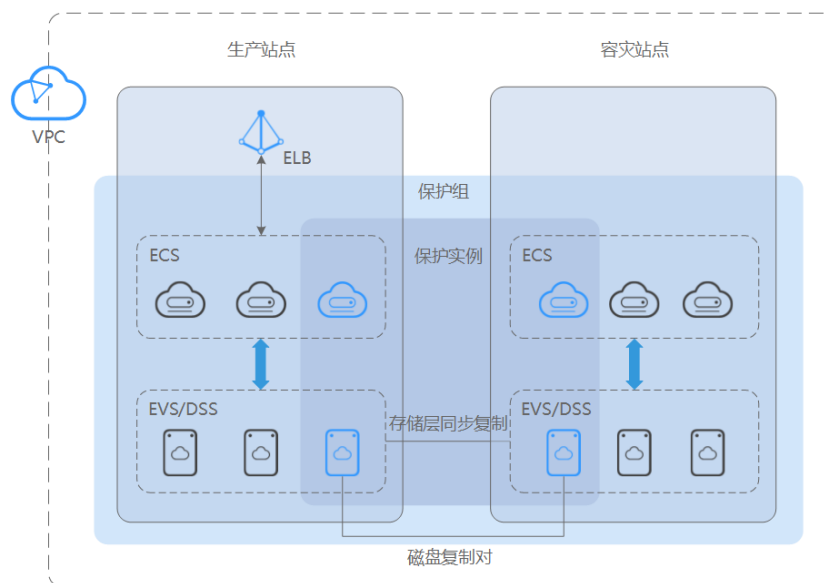 生产站点
容灾站点
VPC
ELB
保护组
保护实例
ECS
ECS
EVS/DSS
存储层同步复制
EVS/DSS
磁盘复制对